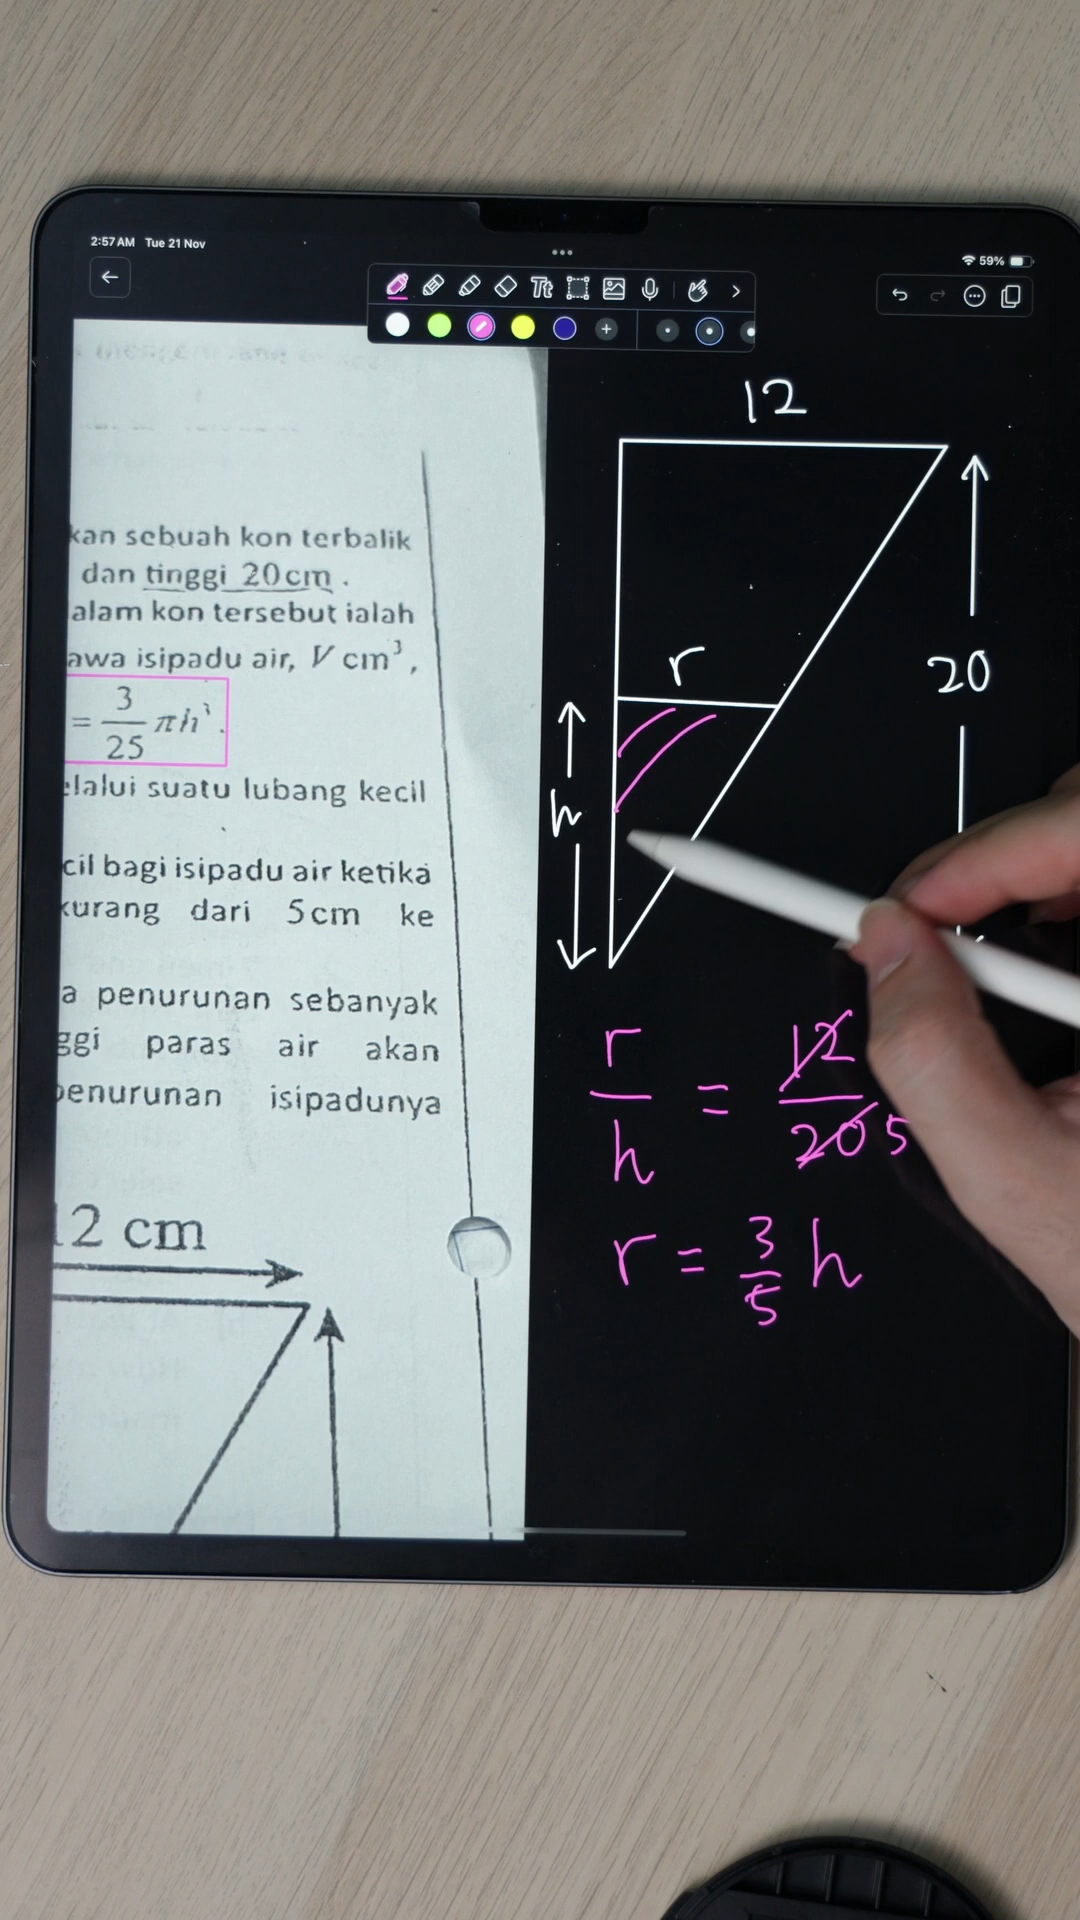 2:57 AM Tue 21 Nov
59%
Tt
kan sebuah kon terbalik
dan tinggi 20cm.
alam kon tersebut ialah
awa isipadu air, V cm³,
= 3/25 πh³.
elalui suatu lubang kecil
cil bagi isipadu air ketika
kurang dari 5cm ke
a penurunan sebanyak
ggi paras air akan
penurunan isipadunya
12 cm
12
r
20
h
r/h = 12/20 5
r = 3/5 h